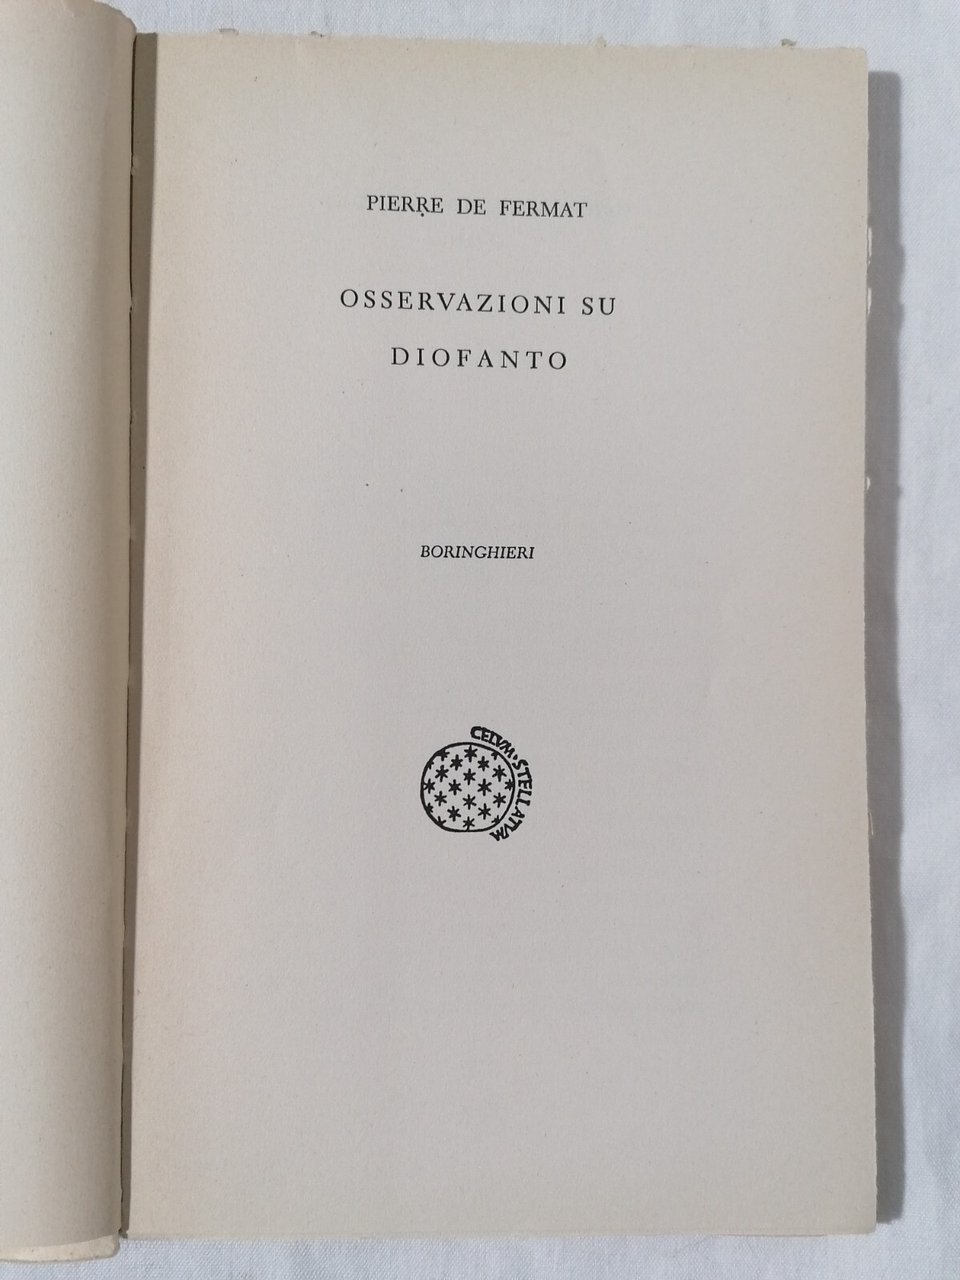 PIERRE DE FERMAT
OSSERVAZIONI SU
DIOFANTO
BORINGHIERI
CELVM • STELLATVM